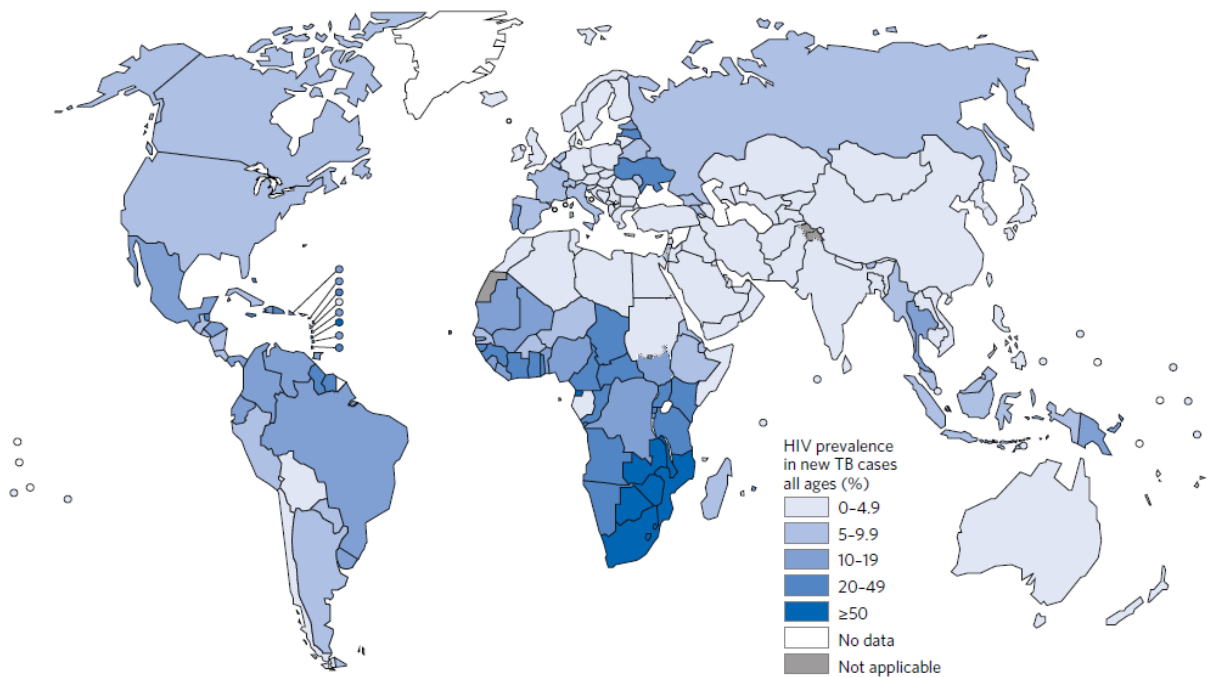 HIV prevalence
in new TB cases
all ages (%)
0–4.9
5–9.9
10–19
20–49
≥50
No data
Not applicable